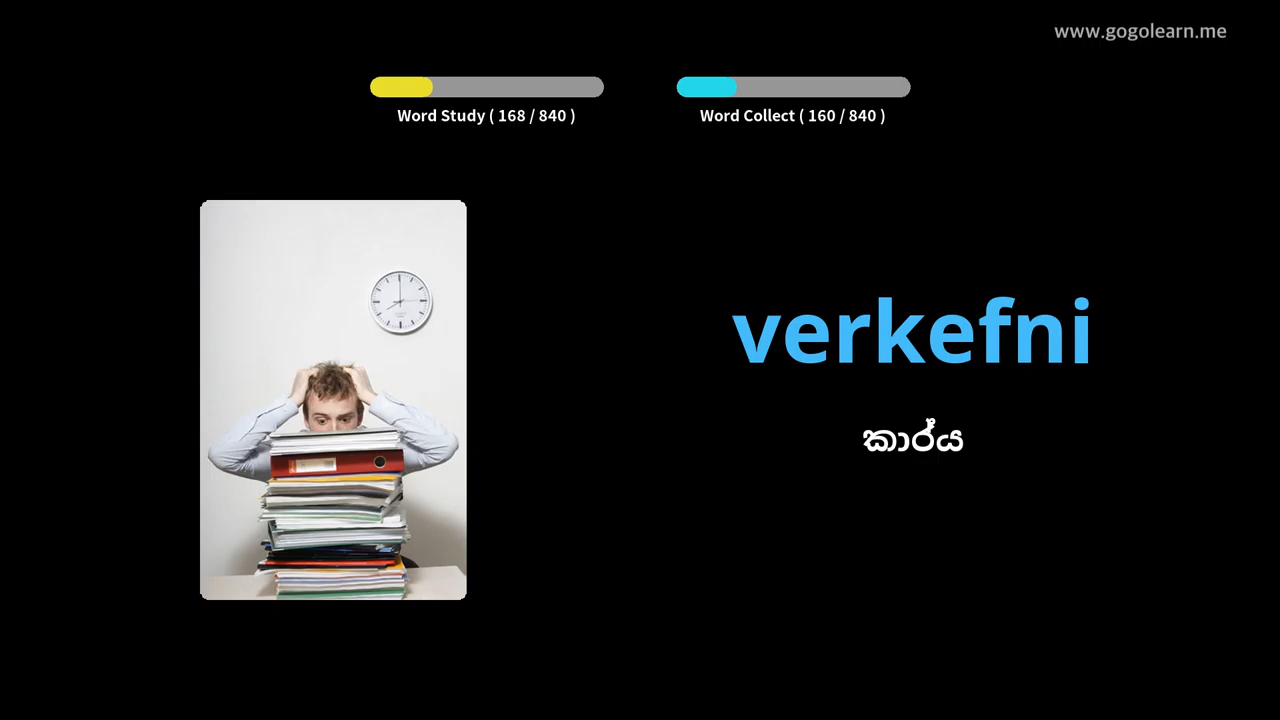 www.gogolearn.me
Word Study ( 168 / 840 )
Word Collect ( 160 / 840 )
verkefni
කාර්ය